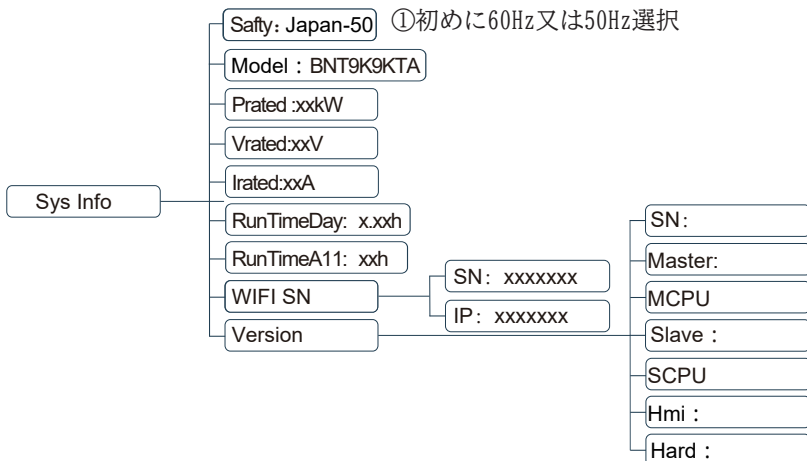 Safty：Japan-50 ①初めに60Hz又は50Hz選択
Model：BNT9K9KTA
Prated :xxkW
Vrated:xxV
Irated:xxA
Sys Info
RunTimeDay: x.xxh
RunTimeA11: xxh
WIFI SN
Version
SN: xxxxxxx
IP: xxxxxxx
SN:
Master:
MCPU
Slave：
SCPU
Hmi：
Hard：